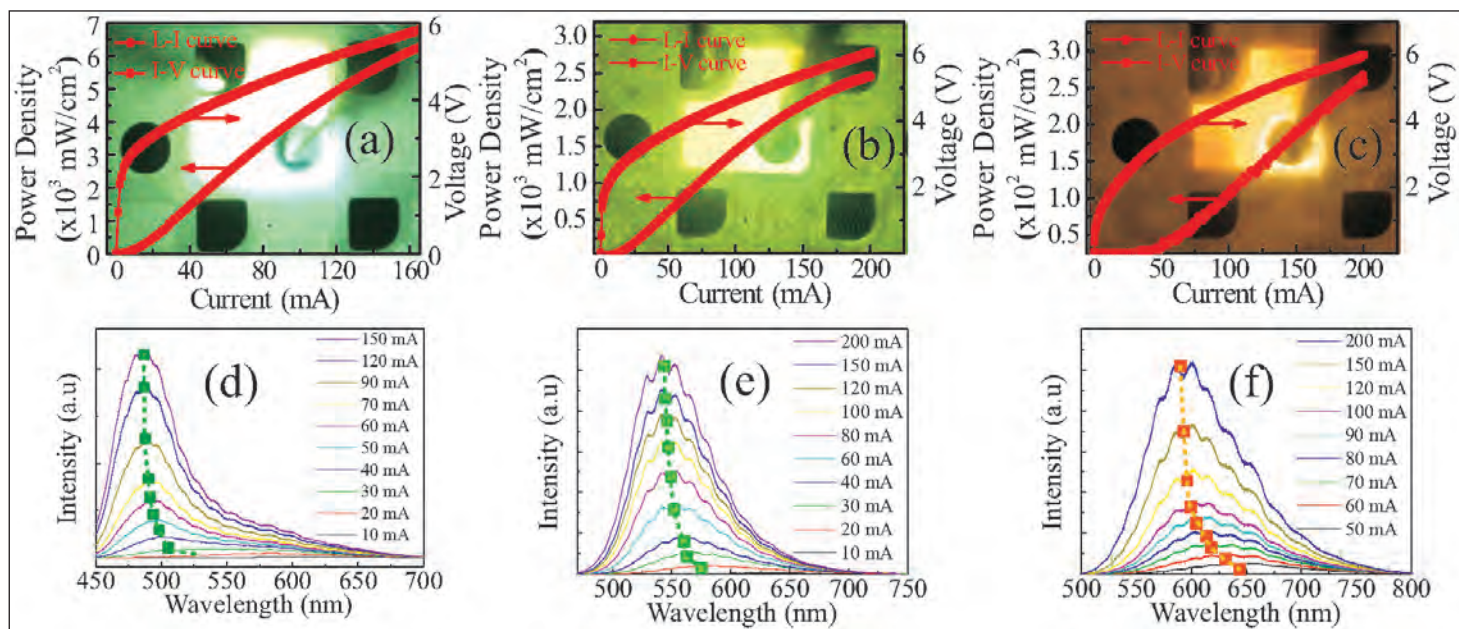 7
6
5
4
3
2
1
0
Power Density
(x10³ mW/cm²)
L-I curve
I-V curve
(a)
6
4
2
0
Voltage (V)
0 40 80 120 160
Current (mA)
3.0
2.5
2.0
1.5
1.0
0.5
Power Density
(x10³ mW/cm²)
L-I curve
I-V curve
(b)
6
4
2
Voltage (V)
0 50 100 150 200
Current (mA)
3.0
2.5
2.0
1.5
1.0
0.5
Power Density
(x10² mW/cm²)
L-I curve
I-V curve
(c)
6
4
2
Voltage (V)
0 50 100 150 200
Current (mA)
Intensity (a.u)
(d)
150 mA
120 mA
90 mA
70 mA
60 mA
50 mA
40 mA
30 mA
20 mA
10 mA
450 500 550 600 650 700
Wavelength (nm)
Intensity (a.u)
(e)
200 mA
150 mA
120 mA
100 mA
80 mA
60 mA
40 mA
30 mA
20 mA
10 mA
500 550 600 650 700 750
Wavelength (nm)
Intensity (a.u)
(f)
200 mA
150 mA
120 mA
100 mA
90 mA
80 mA
70 mA
60 mA
50 mA
500 550 600 650 700 800
Wavelength (nm)